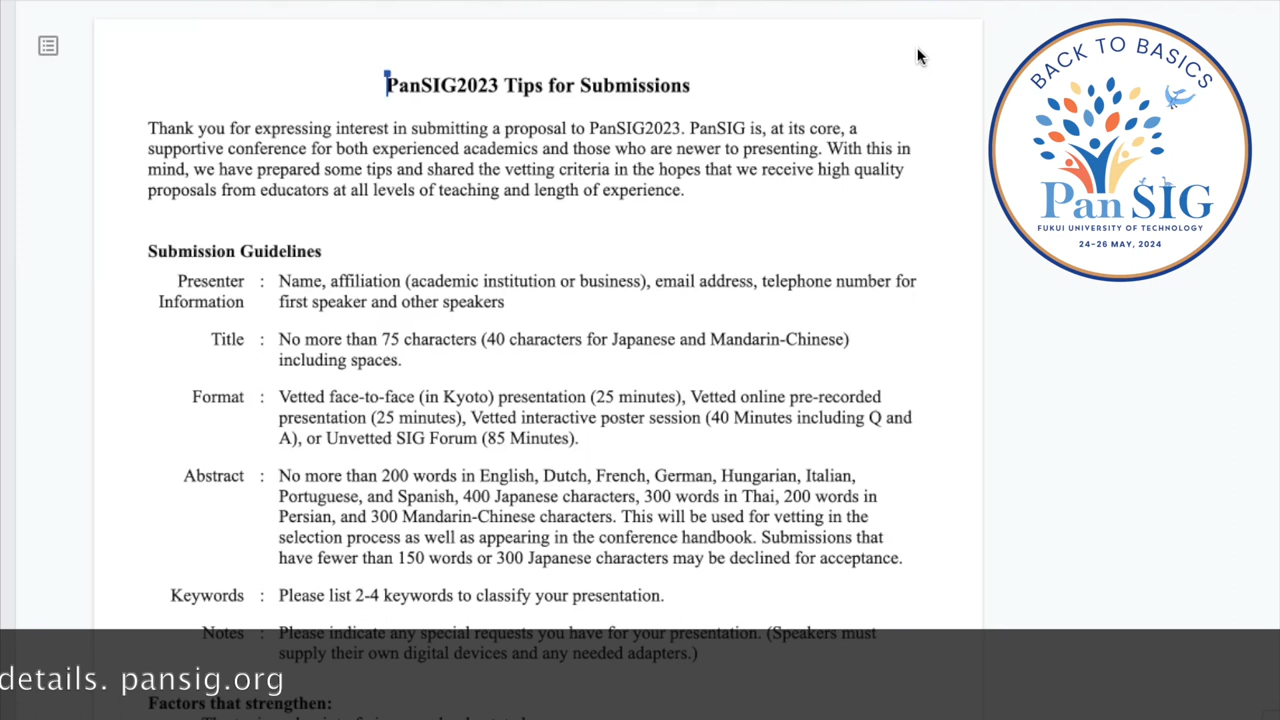 PanSIG2023 Tips for Submissions
Thank you for expressing interest in submitting a proposal to PanSIG2023. PanSIG is, at its core, a
supportive conference for both experienced academics and those who are newer to presenting. With this in
mind, we have prepared some tips and shared the vetting criteria in the hopes that we receive high quality
proposals from educators at all levels of teaching and length of experience.
Submission Guidelines
Presenter : Name, affiliation (academic institution or business), email address, telephone number for
Information first speaker and other speakers
Title : No more than 75 characters (40 characters for Japanese and Mandarin-Chinese)
including spaces.
Format : Vetted face-to-face (in Kyoto) presentation (25 minutes), Vetted online pre-recorded
presentation (25 minutes), Vetted interactive poster session (40 Minutes including Q and
A), or Unvetted SIG Forum (85 Minutes).
Abstract : No more than 200 words in English, Dutch, French, German, Hungarian, Italian,
Portuguese, and Spanish, 400 Japanese characters, 300 words in Thai, 200 words in
Persian, and 300 Mandarin-Chinese characters. This will be used for vetting in the
selection process as well as appearing in the conference handbook. Submissions that
have fewer than 150 words or 300 Japanese characters may be declined for acceptance.
Keywords : Please list 2-4 keywords to classify your presentation.
Notes : Please indicate any special requests you have for your presentation. (Speakers must
supply their own digital devices and any needed adapters.)
Factors that strengthen:
BACK TO BASICS
Pan SIG
FUKUI UNIVERSITY OF TECHNOLOGY
24-26 MAY, 2024
details. pansig.org